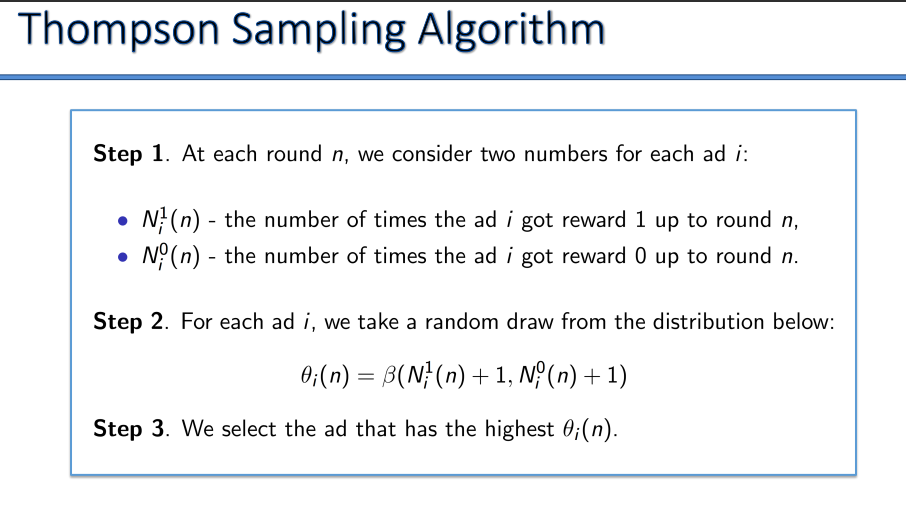 Thompson Sampling Algorithm
Step 1. At each round n, we consider two numbers for each ad i:
• N_i^1(n) - the number of times the ad i got reward 1 up to round n,
• N_i^0(n) - the number of times the ad i got reward 0 up to round n.
Step 2. For each ad i, we take a random draw from the distribution below:
θ_i(n) = β(N_i^1(n) + 1, N_i^0(n) + 1)
Step 3. We select the ad that has the highest θ_i(n).